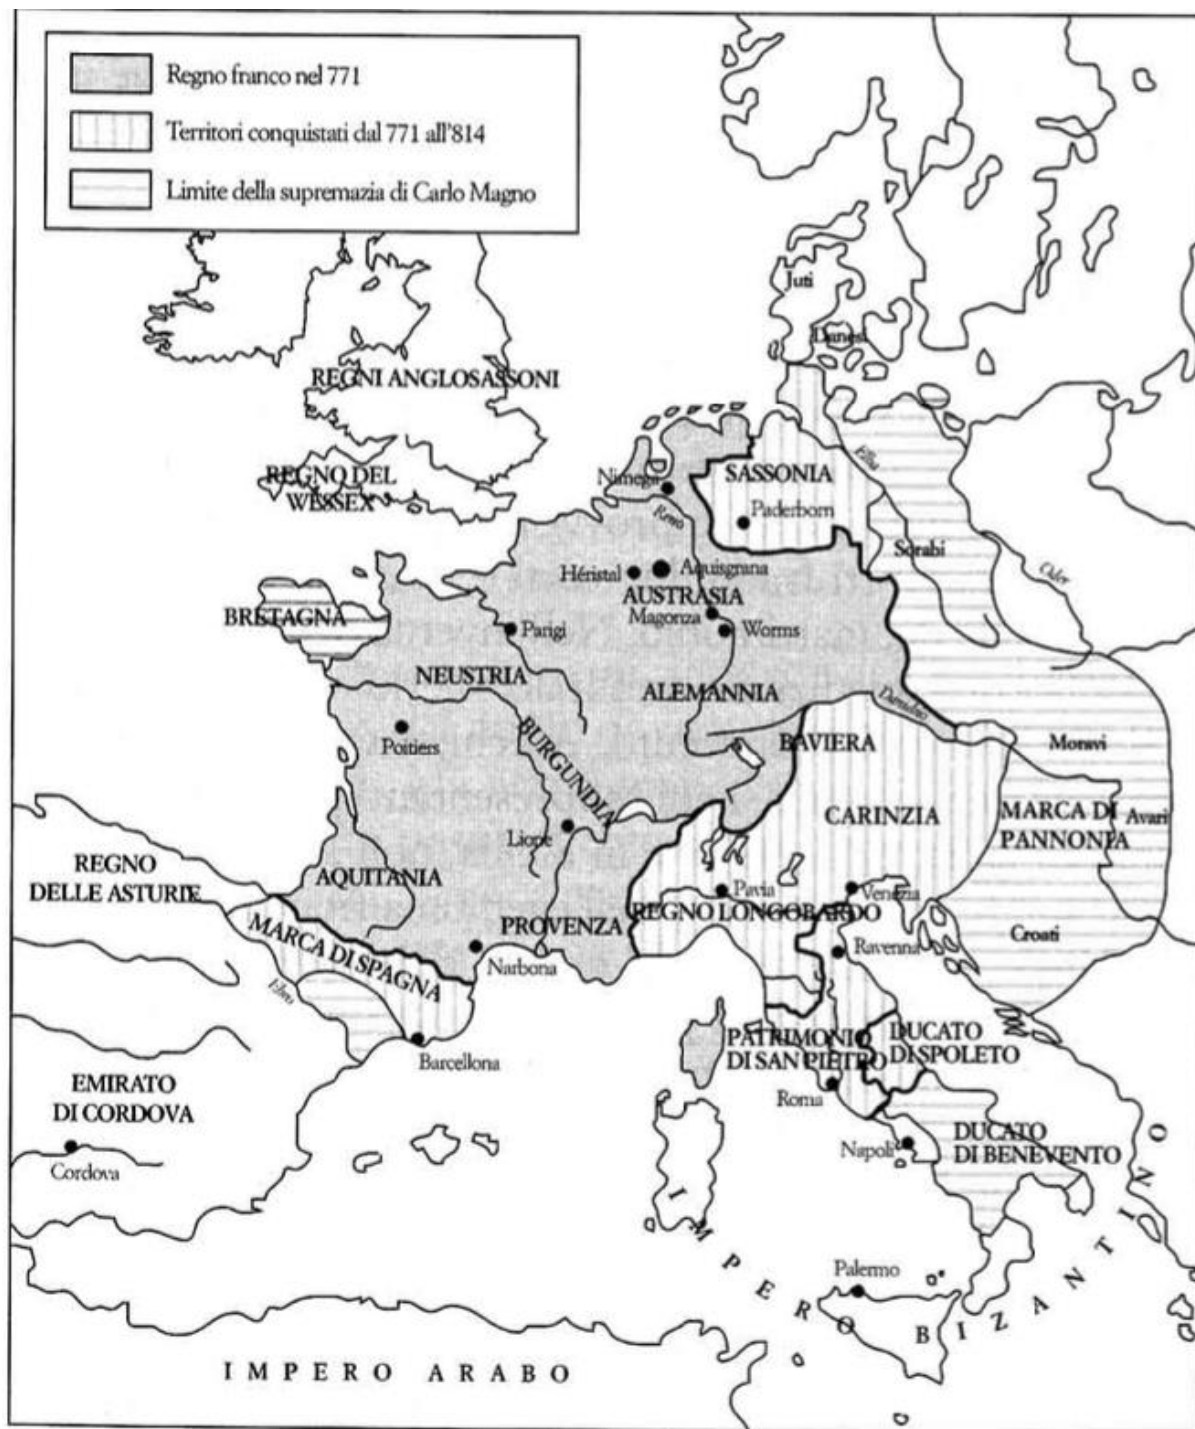 Regno franco nel 771
Territori conquistati dal 771 all'814
Limite della supremazia di Carlo Magno
Juti
Danesi
REGNI ANGLOSASSONI
REGNO DEL
WESSEX
Nimega
SASSONIA
Elba
Reno
Paderborn
Sorabi
Oder
Héristal
Aquisgrana
AUSTRASIA
BRETAGNA
Magonza
Worms
Parigi
NEUSTRIA
ALEMANNIA
Danubio
Poitiers
BURGUNDIA
BAVIERA
Moravi
CARINZIA
MARCA DI
PANNONIA
Avari
Lione
REGNO
DELLE ASTURIE
AQUITANIA
Pavia
Venezia
REGNO LONGOBARDO
PROVENZA
MARCA DI SPAGNA
Narbona
Ravenna
Croati
Ebro
Barcellona
PATRIMONIO
DI SAN PIETRO
DUCATO
DI SPOLETO
Roma
EMIRATO
DI CORDOVA
Cordova
Napoli
DUCATO
DI BENEVENTO
Palermo
IMPERO BIZANTINO
IMPERO ARABO